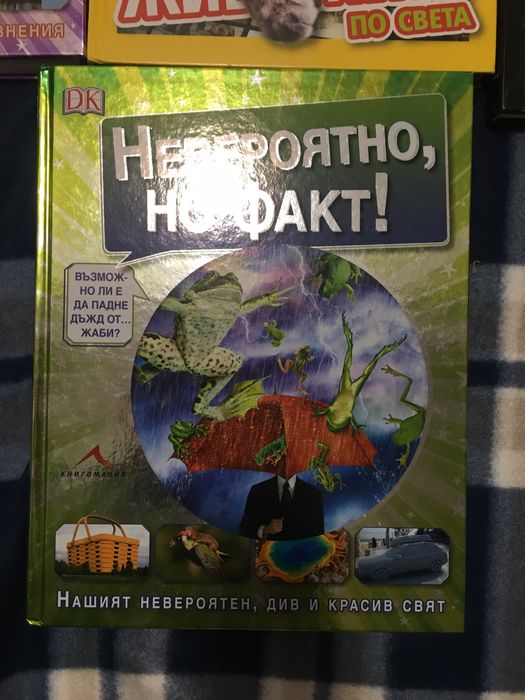 ВНЕНИЯ
ПО СВЕТА
DK
НЕВЕРОЯТНО,
НО ФАКТ!
ВЪЗМОЖ-
НО ЛИ Е
ДА ПАДНЕ
ДЪЖД ОТ...
ЖАБИ?
КНИГОМАНИЯ
НАШИЯТ НЕВЕРОЯТЕН, ДИВ И КРАСИВ СВЯТ